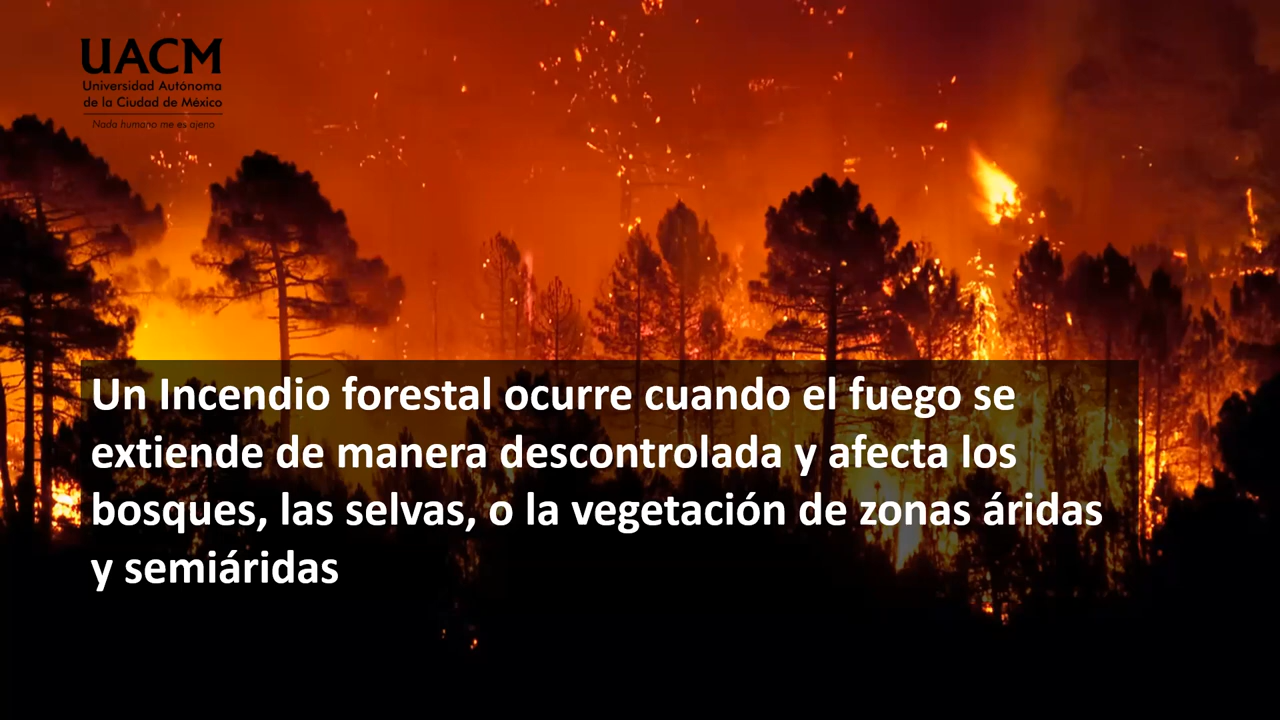 UACM
Universidad Autónoma
de la Ciudad de México
Nada humano me es ajeno
Un Incendio forestal ocurre cuando el fuego se
extiende de manera descontrolada y afecta los
bosques, las selvas, o la vegetación de zonas áridas
y semiáridas